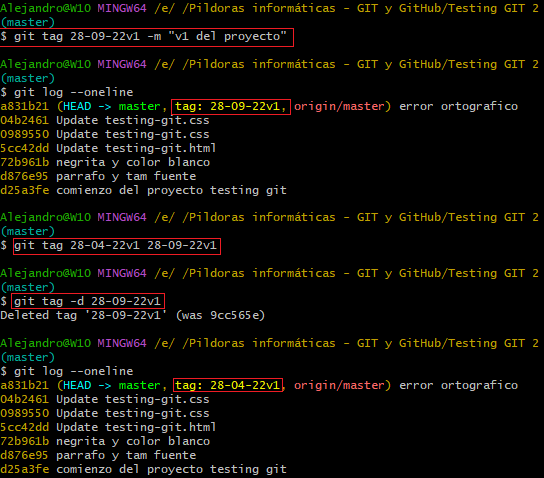 Alejandro@W10 MINGW64 /e/ /Pildoras informáticas - GIT y GitHub/Testing GIT 2
(master)
$ git tag 28-09-22v1 -m "v1 del proyecto"
Alejandro@W10 MINGW64 /e/ /Pildoras informáticas - GIT y GitHub/Testing GIT 2
(master)
$ git log --oneline
a831b21 (HEAD -> master, tag: 28-09-22v1, origin/master) error ortografico
04b2461 Update testing-git.css
0989550 Update testing-git.css
5cc42dd Update testing-git.html
72b961b negrita y color blanco
d876e95 parrafo y tam fuente
d25a3fe comienzo del proyecto testing git
Alejandro@W10 MINGW64 /e/ /Pildoras informáticas - GIT y GitHub/Testing GIT 2
(master)
$ git tag 28-04-22v1 28-09-22v1
Alejandro@W10 MINGW64 /e/ /Pildoras informáticas - GIT y GitHub/Testing GIT 2
(master)
$ git tag -d 28-09-22v1
Deleted tag '28-09-22v1' (was 9cc565e)
Alejandro@W10 MINGW64 /e/ /Pildoras informáticas - GIT y GitHub/Testing GIT 2
(master)
$ git log --oneline
a831b21 (HEAD -> master, tag: 28-04-22v1, origin/master) error ortografico
04b2461 Update testing-git.css
0989550 Update testing-git.css
5cc42dd Update testing-git.html
72b961b negrita y color blanco
d876e95 parrafo y tam fuente
d25a3fe comienzo del proyecto testing git